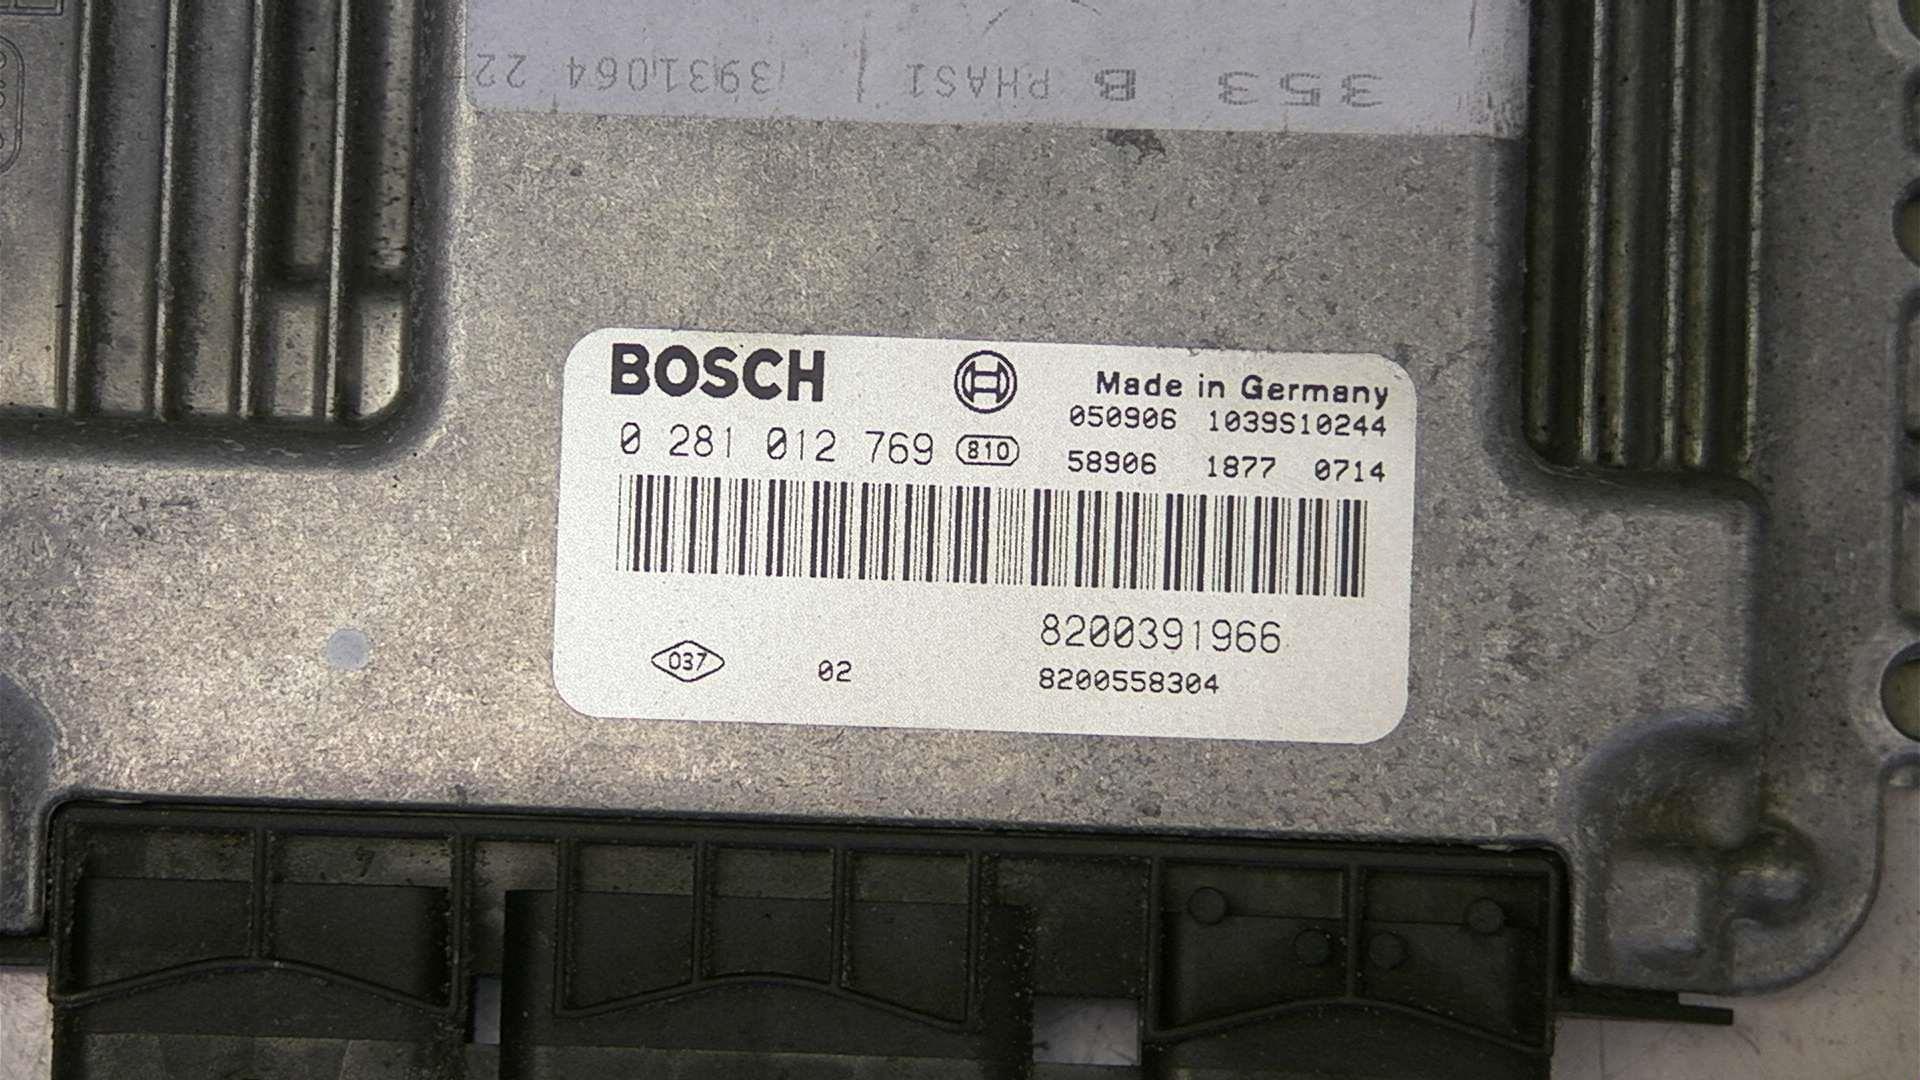 353 B PHAS1 / 3931064 22
BOSCH
Made in Germany
050906 1039S10244
0 281 012 769 810
58906 1877 0714
8200391966
037 02 8200558304